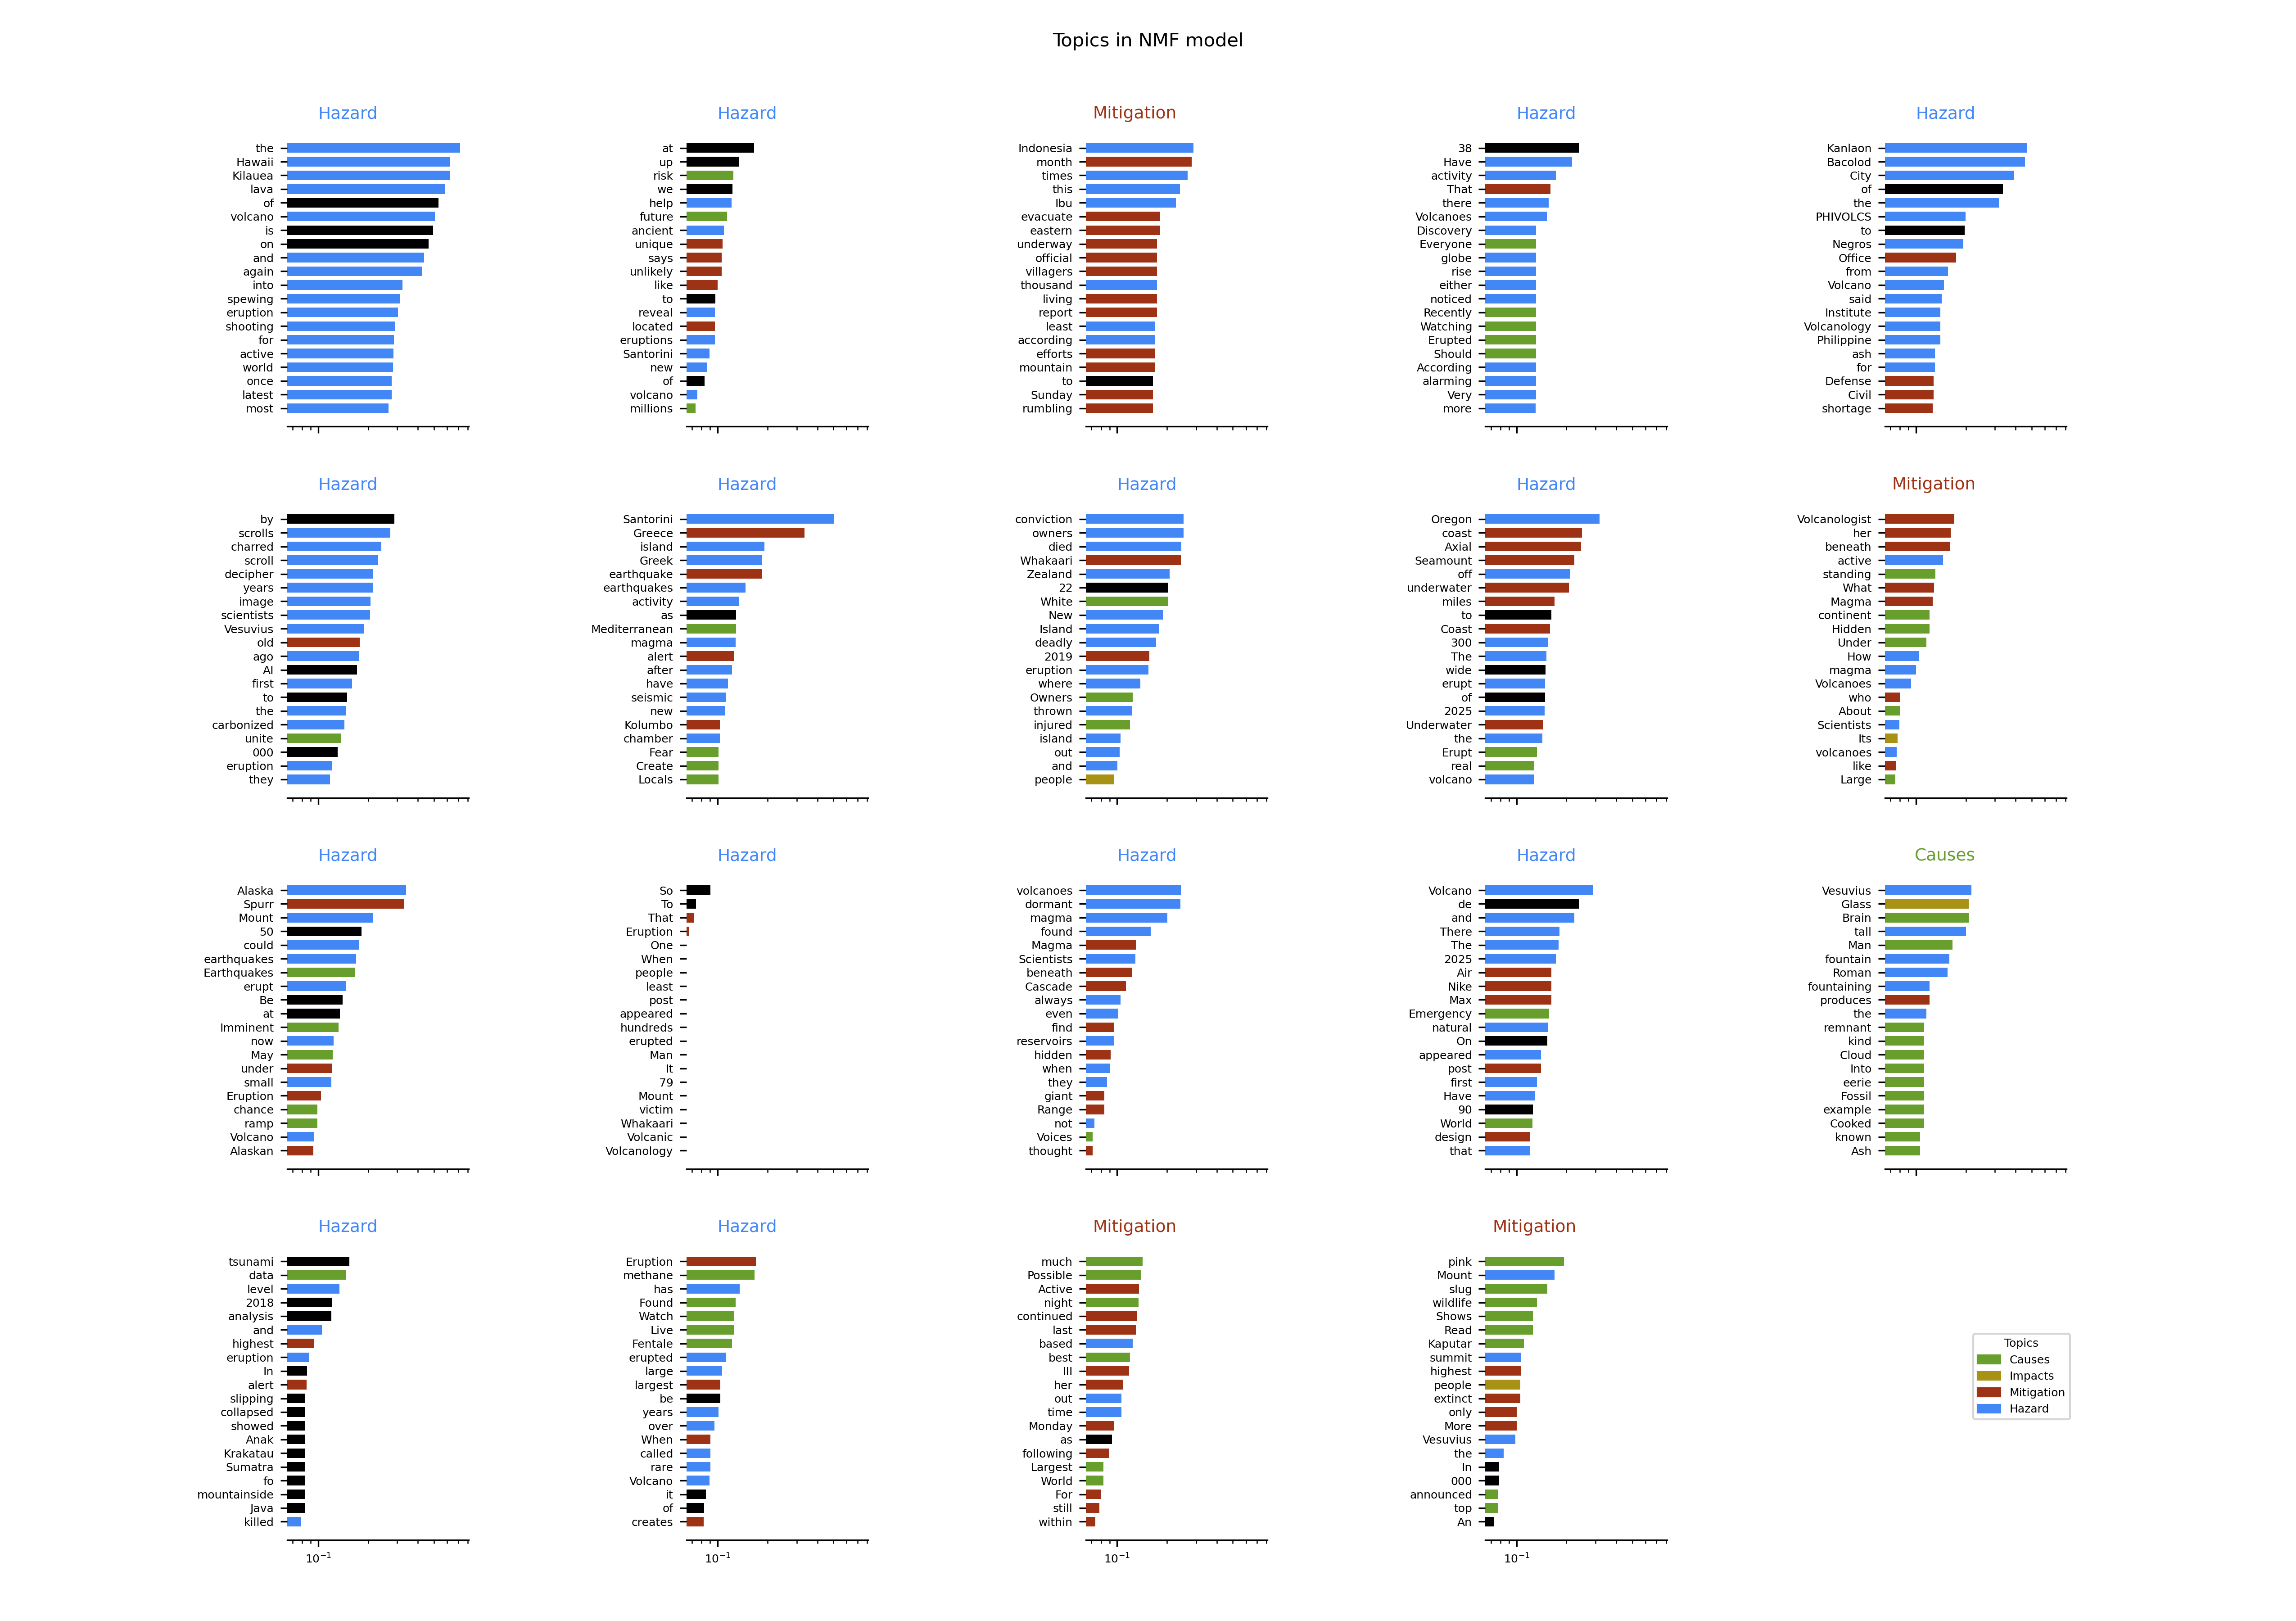 Topics in NMF model
Hazard
the
Hawaii
Kilauea
lava
of
volcano
is
on
and
again
into
spewing
eruption
shooting
for
active
world
once
latest
most
Hazard
at
up
risk
we
help
future
ancient
unique
says
unlikely
like
to
reveal
located
eruptions
Santorini
new
of
volcano
millions
Mitigation
Indonesia
month
times
this
Ibu
evacuate
eastern
underway
official
villagers
thousand
living
report
least
according
efforts
mountain
to
Sunday
rumbling
Hazard
38
Have
activity
That
there
Volcanoes
Discovery
Everyone
globe
rise
either
noticed
Recently
Watching
Erupted
Should
According
alarming
Very
more
Hazard
Kanlaon
Bacolod
City
of
the
PHIVOLCS
to
Negros
Office
from
Volcano
said
Institute
Volcanology
Philippine
ash
for
Defense
Civil
shortage
Hazard
by
scrolls
charred
scroll
decipher
years
image
scientists
Vesuvius
old
ago
AI
first
to
the
carbonized
unite
000
eruption
they
Hazard
Santorini
Greece
island
Greek
earthquake
earthquakes
activity
as
Mediterranean
magma
alert
after
have
seismic
new
Kolumbo
chamber
Fear
Create
Locals
Hazard
conviction
owners
died
Whakaari
Zealand
22
White
New
Island
deadly
2019
eruption
where
Owners
thrown
injured
island
out
and
people
Hazard
Oregon
coast
Axial
Seamount
off
underwater
miles
to
Coast
300
The
wide
erupt
of
2025
Underwater
the
Erupt
real
volcano
Mitigation
Volcanologist
her
beneath
active
standing
What
Magma
continent
Hidden
Under
How
magma
Volcanoes
who
About
Scientists
Its
volcanoes
like
Large
Hazard
Alaska
Spurr
Mount
50
could
earthquakes
Earthquakes
erupt
Be
at
Imminent
now
May
under
small
Eruption
chance
ramp
Volcano
Alaskan
Hazard
So
To
That
Eruption
One
When
people
least
post
appeared
hundreds
erupted
Man
It
79
Mount
victim
Whakaari
Volcanic
Volcanology
Hazard
volcanoes
dormant
magma
found
Magma
Scientists
beneath
Cascade
always
even
find
reservoirs
hidden
when
they
giant
Range
not
Voices
thought
Hazard
Volcano
de
and
There
The
2025
Air
Nike
Max
Emergency
natural
On
appeared
post
first
Have
90
World
design
that
Causes
Vesuvius
Glass
Brain
tall
Man
fountain
Roman
fountaining
produces
the
remnant
kind
Cloud
Into
eerie
Fossil
example
Cooked
known
Ash
Hazard
tsunami
data
level
2018
analysis
and
highest
eruption
In
alert
slipping
collapsed
showed
Anak
Krakatau
Sumatra
fo
mountainside
Java
killed
10⁻¹
Hazard
Eruption
methane
has
Found
Watch
Live
Fentale
erupted
large
largest
be
years
over
When
called
rare
Volcano
it
of
creates
10⁻¹
Mitigation
much
Possible
Active
night
continued
last
based
best
III
her
out
time
Monday
as
following
Largest
World
For
still
within
10⁻¹
Mitigation
pink
Mount
slug
wildlife
Shows
Read
Kaputar
summit
highest
people
extinct
only
More
Vesuvius
the
In
000
announced
top
An
10⁻¹
Topics
Causes
Impacts
Mitigation
Hazard